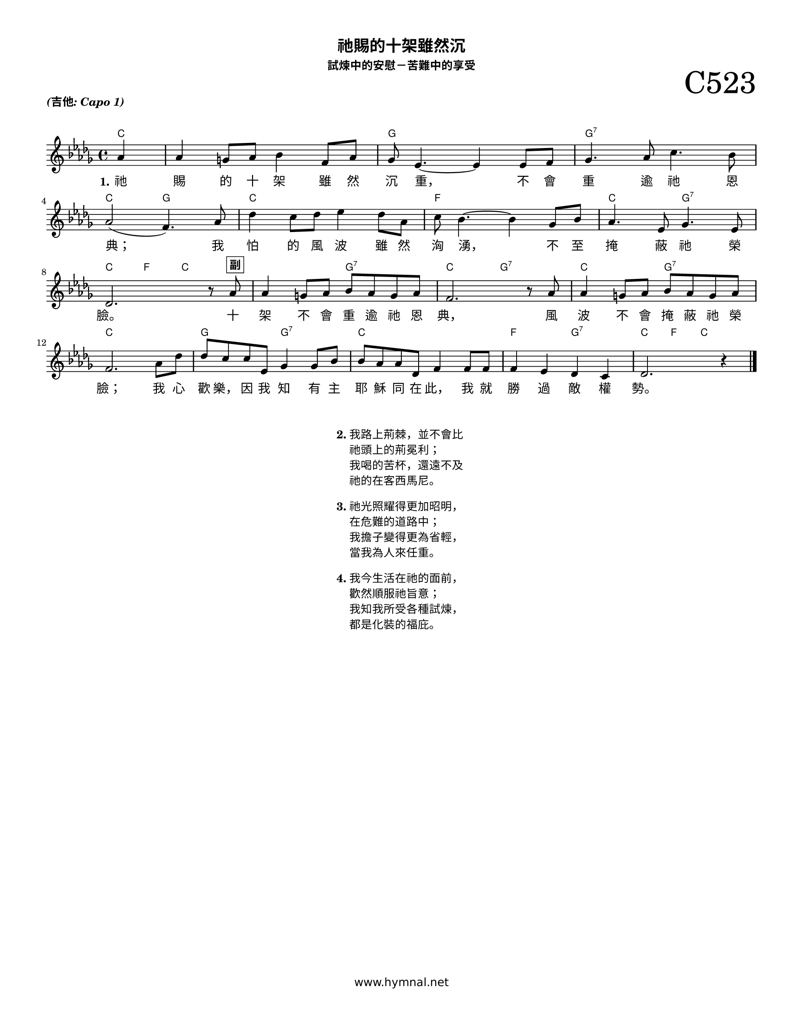 祂賜的十架雖然沉
試煉中的安慰－苦難中的享受
C523
(吉他: Capo 1)
C G G7
1. 祂 賜 的 十 架 雖 然 沉 重， 不 會 重 逾 祂 恩
4 C G C F C G7
典； 我 怕 的 風 波 雖 然 洶 湧， 不 至 掩 蔽 祂 榮
8 C F C 副 G7 C G7 C G7
臉。 十 架 不 會 重 逾 祂 恩 典， 風 波 不 會 掩 蔽 祂 榮
12 C G G7 C F G7 C F C
臉； 我 心 歡 樂，因 我 知 有 主 耶 穌 同 在 此， 我 就 勝 過 敵 權 勢。
2. 我路上荊棘，並不會比
祂頭上的荊冕利；
我喝的苦杯，還遠不及
祂的在客西馬尼。
3. 祂光照耀得更加昭明，
在危難的道路中；
我擔子變得更為省輕，
當我為人來任重。
4. 我今生活在祂的面前，
歡然順服祂旨意；
我知我所受各種試煉，
都是化裝的福庇。
www.hymnal.net